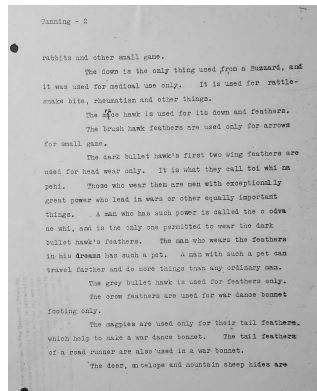 Tanning - 2
rabbits and other small game.
The down is the only thing used from a Buzzard, and
it was used for medical use only. It is used for rattle-
snake bite, rheumatism and other things.
The hawk is used for its down and feathers.
The brush hawk feathers are used only for arrows
for small game.
The dark bullet hawk's first two wing feathers are
used for head wear only. It is what they call toi whi na
pehi. Those who wear them are men with exceptionally
great power who lead in wars or other equally important
things. A man who has such power is called the o odva
ne whi, and is the only one permitted to wear the dark
bullet hawk's feathers. The man who wears the feathers
in his dreams has such a pet. A man with such a pet can
travel farther and do more things than any ordinary man.
The grey bullet hawk is used for feathers only.
The crow feathers are used for war dance bonnet
footing only.
The magpies are used only for their tail feathers,
which help to make a war dance bonnet. The tail feathers
of a road runner are also used in a war bonnet.
The deer, antelope and mountain sheep hides are